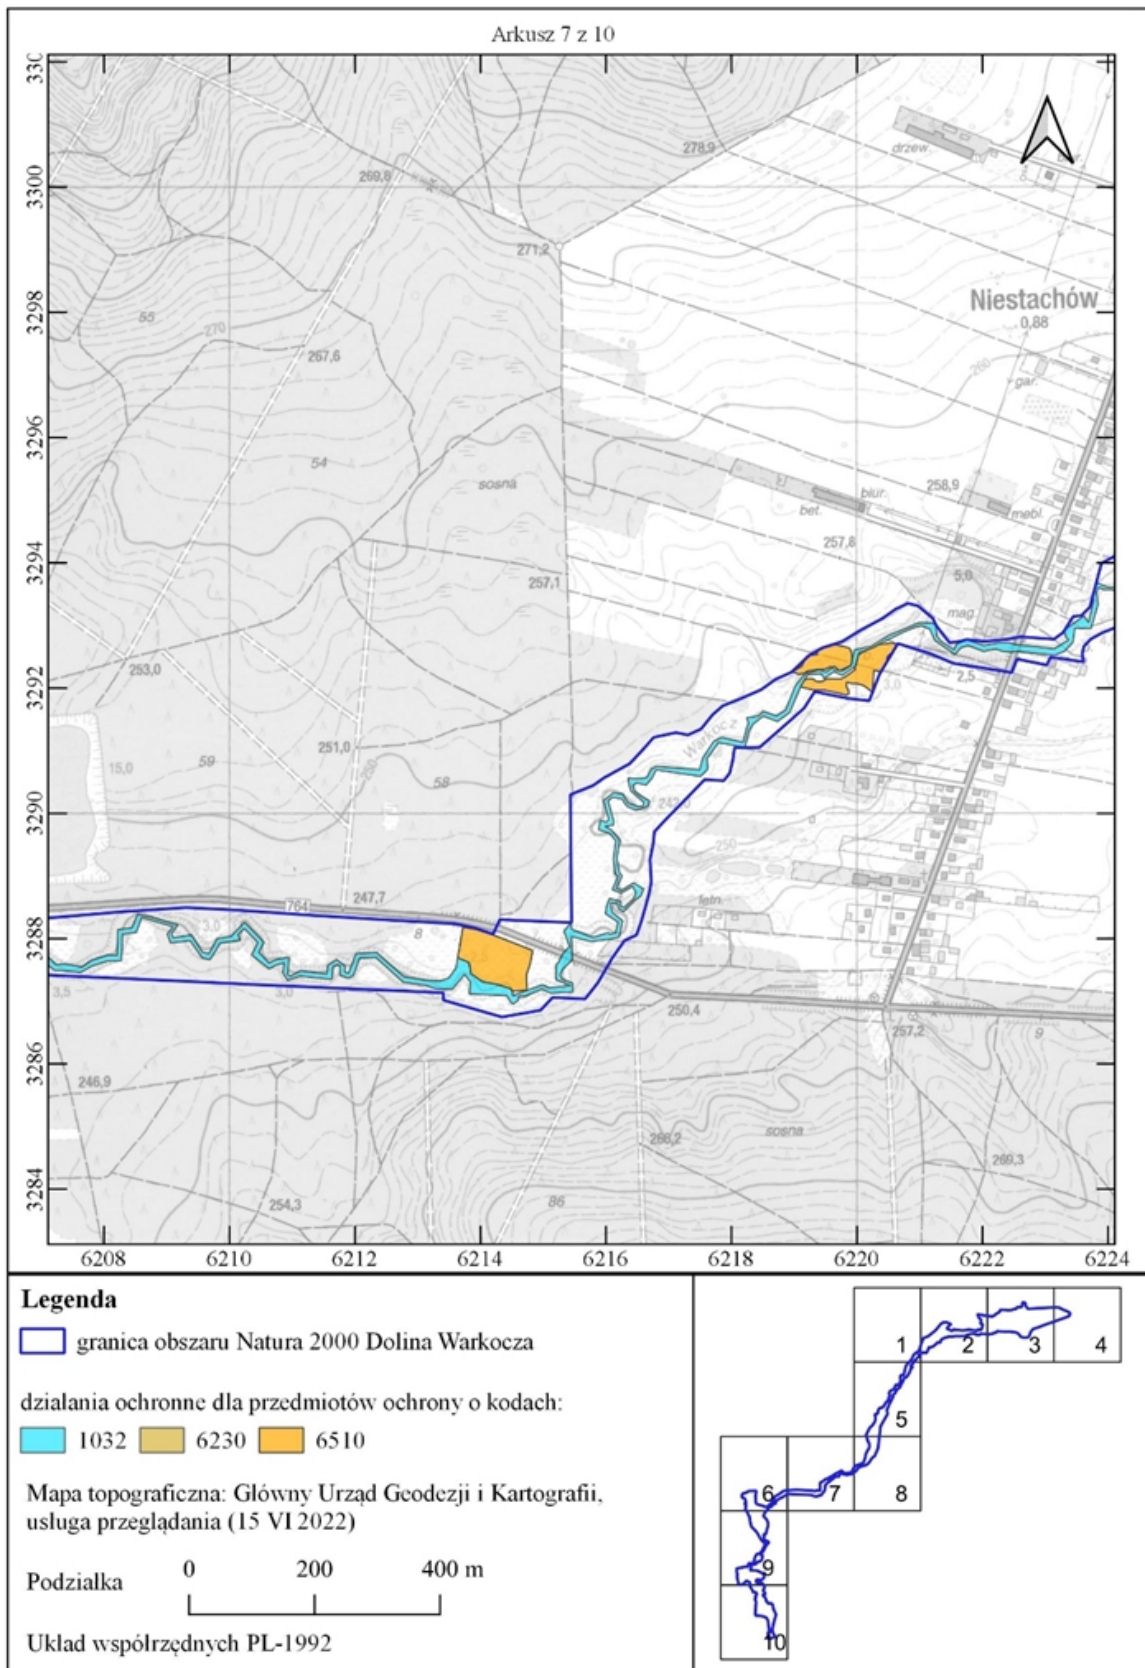 Arkusz 7 z 10
3300
278,9
drzew.
269,8
271,2
Niestachów
0,88
3298
55
270
267,6
260
gar.
3296
54
sosna
biur.
258,9
bet.
mebl.
257,8
3294
257,1
5,0
mag.
253,0
3292
2,5
3,0
Warkocz
15,0
59
251,0
250
58
3290
243,0
250
764
247,7
letn.
3288
3,0
8
3,5
3,0
250,4
257,2
9
3286
246,9
266,2
sosna
269,3
3284
254,3
86
6208 6210 6212 6214 6216 6218 6220 6222 6224
Legenda
granica obszaru Natura 2000 Dolina Warkocza
działania ochronne dla przedmiotów ochrony o kodach:
1032 6230 6510
Mapa topograficzna: Główny Urząd Geodezji i Kartografii,
usługa przeglądania (15 VI 2022)
Podziałka 0 200 400 m
Układ współrzędnych PL-1992
1 2 3 4
5
6 7 8
9
10